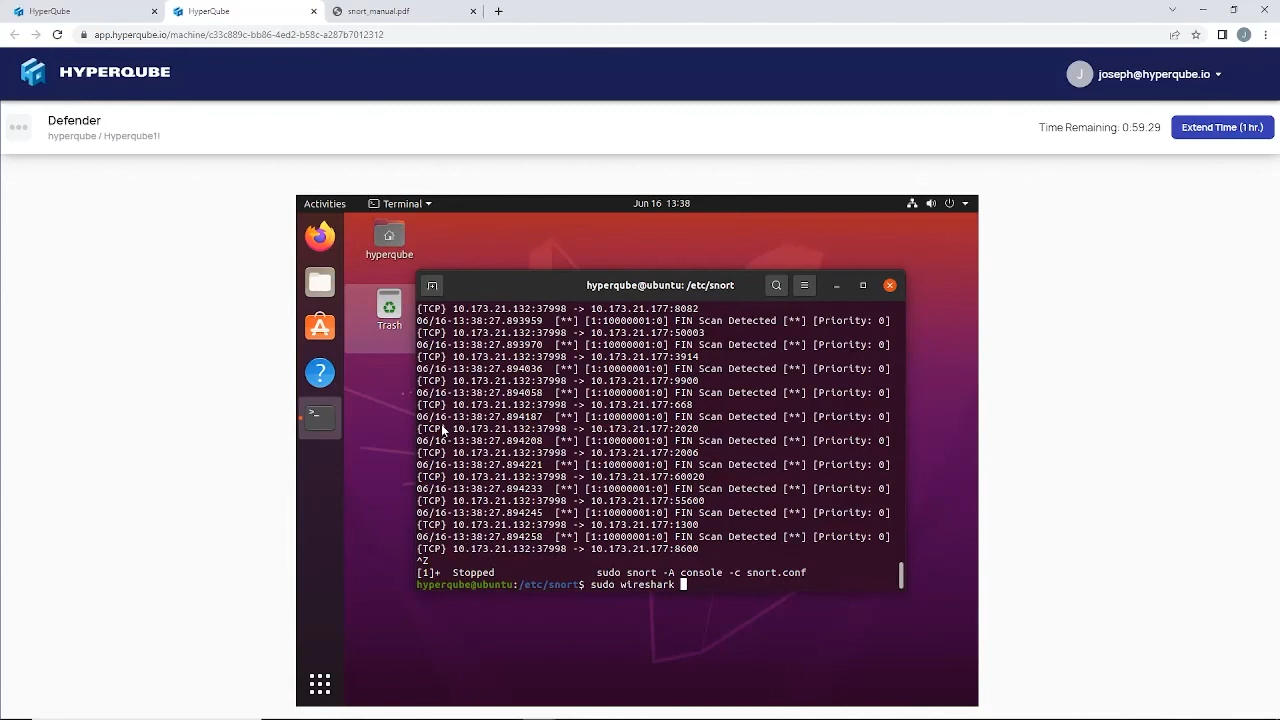 HyperQube
HyperQube
snort_manual.pdf
app.hyperqube.io/machine/c33c889c-bb86-4ed2-b58c-a287b7012312
J
HYPERQUBE
J
joseph@hyperqube.io
Defender
hyperqube / Hyperqube1!
Time Remaining: 0:59.29
Extend Time (1 hr.)
Activities
Terminal
Jun 16 13:38
hyperqube
Trash
hyperqube@ubuntu: /etc/snort
{TCP} 10.173.21.132:37998 -> 10.173.21.177:8082
06/16-13:38:27.893959 [**] [1:10000001:0] FIN Scan Detected [**] [Priority: 0]
{TCP} 10.173.21.132:37998 -> 10.173.21.177:50003
06/16-13:38:27.893970 [**] [1:10000001:0] FIN Scan Detected [**] [Priority: 0]
{TCP} 10.173.21.132:37998 -> 10.173.21.177:3914
06/16-13:38:27.894036 [**] [1:10000001:0] FIN Scan Detected [**] [Priority: 0]
{TCP} 10.173.21.132:37998 -> 10.173.21.177:9900
06/16-13:38:27.894058 [**] [1:10000001:0] FIN Scan Detected [**] [Priority: 0]
{TCP} 10.173.21.132:37998 -> 10.173.21.177:668
06/16-13:38:27.894187 [**] [1:10000001:0] FIN Scan Detected [**] [Priority: 0]
{TCP} 10.173.21.132:37998 -> 10.173.21.177:2020
06/16-13:38:27.894208 [**] [1:10000001:0] FIN Scan Detected [**] [Priority: 0]
{TCP} 10.173.21.132:37998 -> 10.173.21.177:2006
06/16-13:38:27.894221 [**] [1:10000001:0] FIN Scan Detected [**] [Priority: 0]
{TCP} 10.173.21.132:37998 -> 10.173.21.177:60020
06/16-13:38:27.894233 [**] [1:10000001:0] FIN Scan Detected [**] [Priority: 0]
{TCP} 10.173.21.132:37998 -> 10.173.21.177:55600
06/16-13:38:27.894245 [**] [1:10000001:0] FIN Scan Detected [**] [Priority: 0]
{TCP} 10.173.21.132:37998 -> 10.173.21.177:1300
06/16-13:38:27.894258 [**] [1:10000001:0] FIN Scan Detected [**] [Priority: 0]
{TCP} 10.173.21.132:37998 -> 10.173.21.177:8600
^Z
[1]+ Stopped sudo snort -A console -c snort.conf
hyperqube@ubuntu:/etc/snort$ sudo wireshark